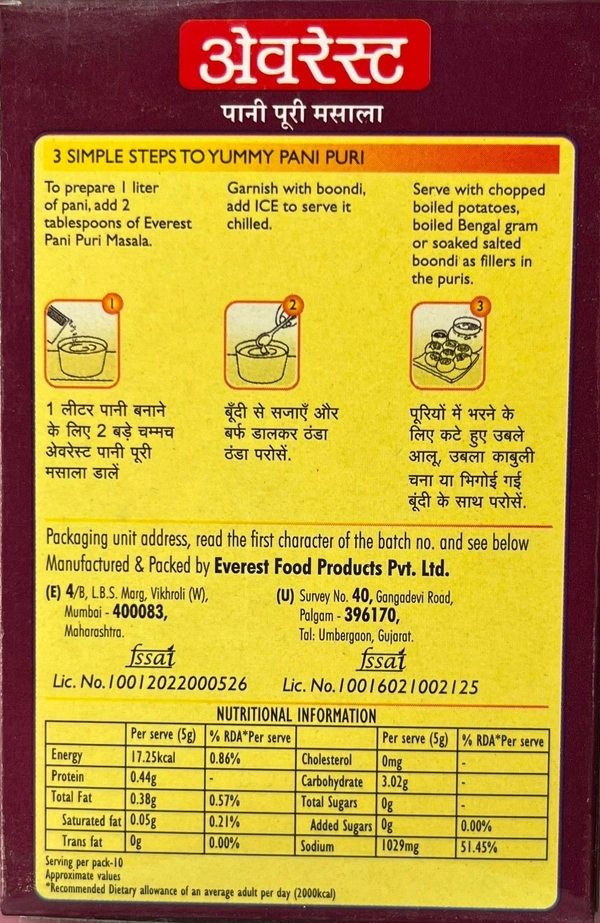 अेवरेस्ट
पानी पूरी मसाला
3 SIMPLE STEPS TO YUMMY PANI PURI
To prepare 1 liter
of pani, add 2
tablespoons of Everest
Pani Puri Masala.
Garnish with boondi,
add ICE to serve it
chilled.
Serve with chopped
boiled potatoes,
boiled Bengal gram
or soaked salted
boondi as fillers in
the puris.
1
2
3
1 लीटर पानी बनाने
के लिए 2 बड़े चम्मच
अेवरेस्ट पानी पूरी
मसाला डालें
बूँदी से सजाएँ और
बर्फ डालकर ठंडा
ठंडा परोसें.
पूरियों में भरने के
लिए कटे हुए उबले
आलू, उबला काबुली
चना या भिगोई गई
बूंदी के साथ परोसें.
Packaging unit address, read the first character of the batch no. and see below
Manufactured & Packed by Everest Food Products Pvt. Ltd.
(E) 4/B, L.B.S. Marg, Vikhroli (W),
Mumbai - 400083,
Maharashtra.
fssai
Lic. No. 10012022000526
(U) Survey No. 40, Gangadevi Road,
Palgam - 396170,
Tal: Umbergaon, Gujarat.
fssai
Lic. No. 10016021002125
NUTRITIONAL INFORMATION
Per serve (5g) % RDA*Per serve Per serve (5g) % RDA*Per serve
Energy 17.25kcal 0.86% Cholesterol 0mg -
Protein 0.44g - Carbohydrate 3.02g -
Total Fat 0.38g 0.57% Total Sugars 0g -
Saturated fat 0.05g 0.21% Added Sugars 0g 0.00%
Trans fat 0g 0.00% Sodium 1029mg 51.45%
Serving per pack-10
Approximate values
*Recommended Dietary allowance of an average adult per day (2000kcal)